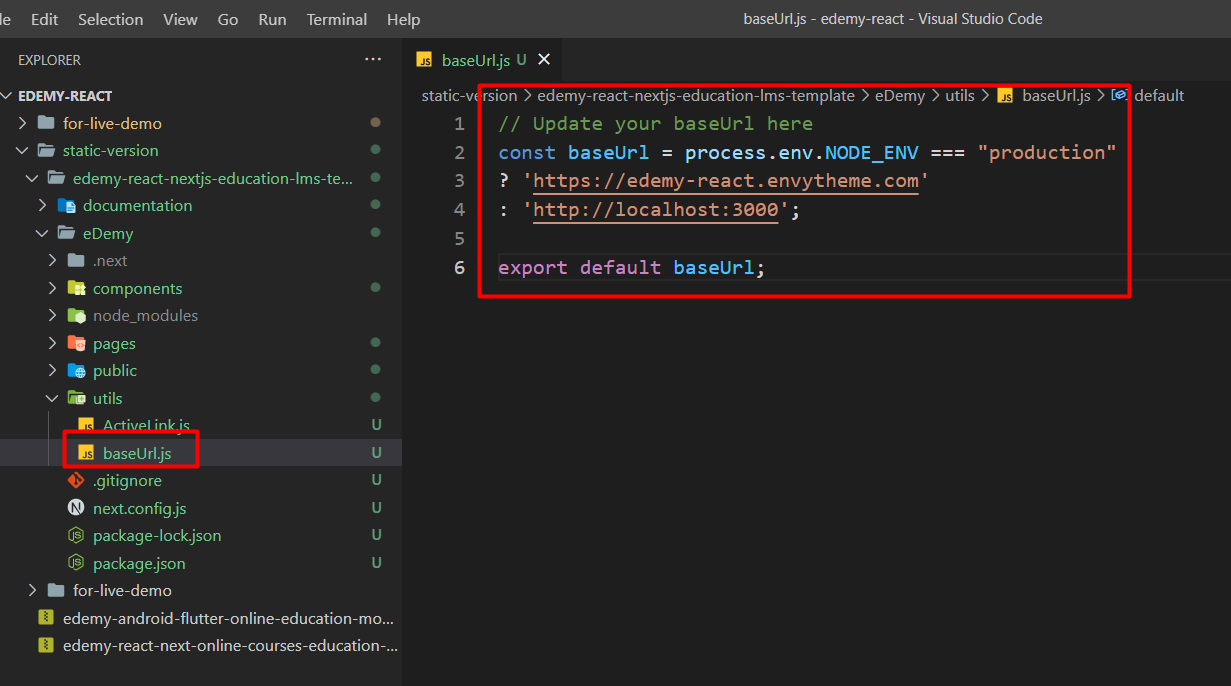 le Edit Selection View Go Run Terminal Help baseUrl.js - edemy-react - Visual Studio Code
EXPLORER ···
EDEMY-REACT
for-live-demo
static-version
edemy-react-nextjs-education-lms-te...
documentation
eDemy
.next
components
node_modules
pages
public
utils
JS ActiveLink.js U
JS baseUrl.js U
.gitignore U
N next.config.js U
JS package-lock.json U
JS package.json U
for-live-demo
edemy-android-flutter-online-education-mo...
edemy-react-next-online-courses-education-...
JS baseUrl.js U ✕
static-version > edemy-react-nextjs-education-lms-template > eDemy > utils > JS baseUrl.js > default
1 // Update your baseUrl here
2 const baseUrl = process.env.NODE_ENV === "production"
3 ? 'https://edemy-react.envytheme.com'
4 : 'http://localhost:3000';
5
6 export default baseUrl;